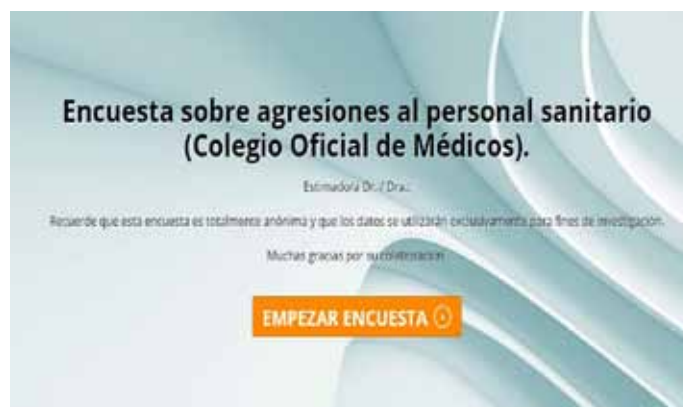 Encuesta sobre agresiones al personal sanitario
(Colegio Oficial de Médicos).
Estimado/a Dr. / Dra.:
Recuerde que esta encuesta es totalmente anónima y que los datos se utilizarán exclusivamente para fines de investigación.
Muchas gracias por su colaboración
EMPEZAR ENCUESTA